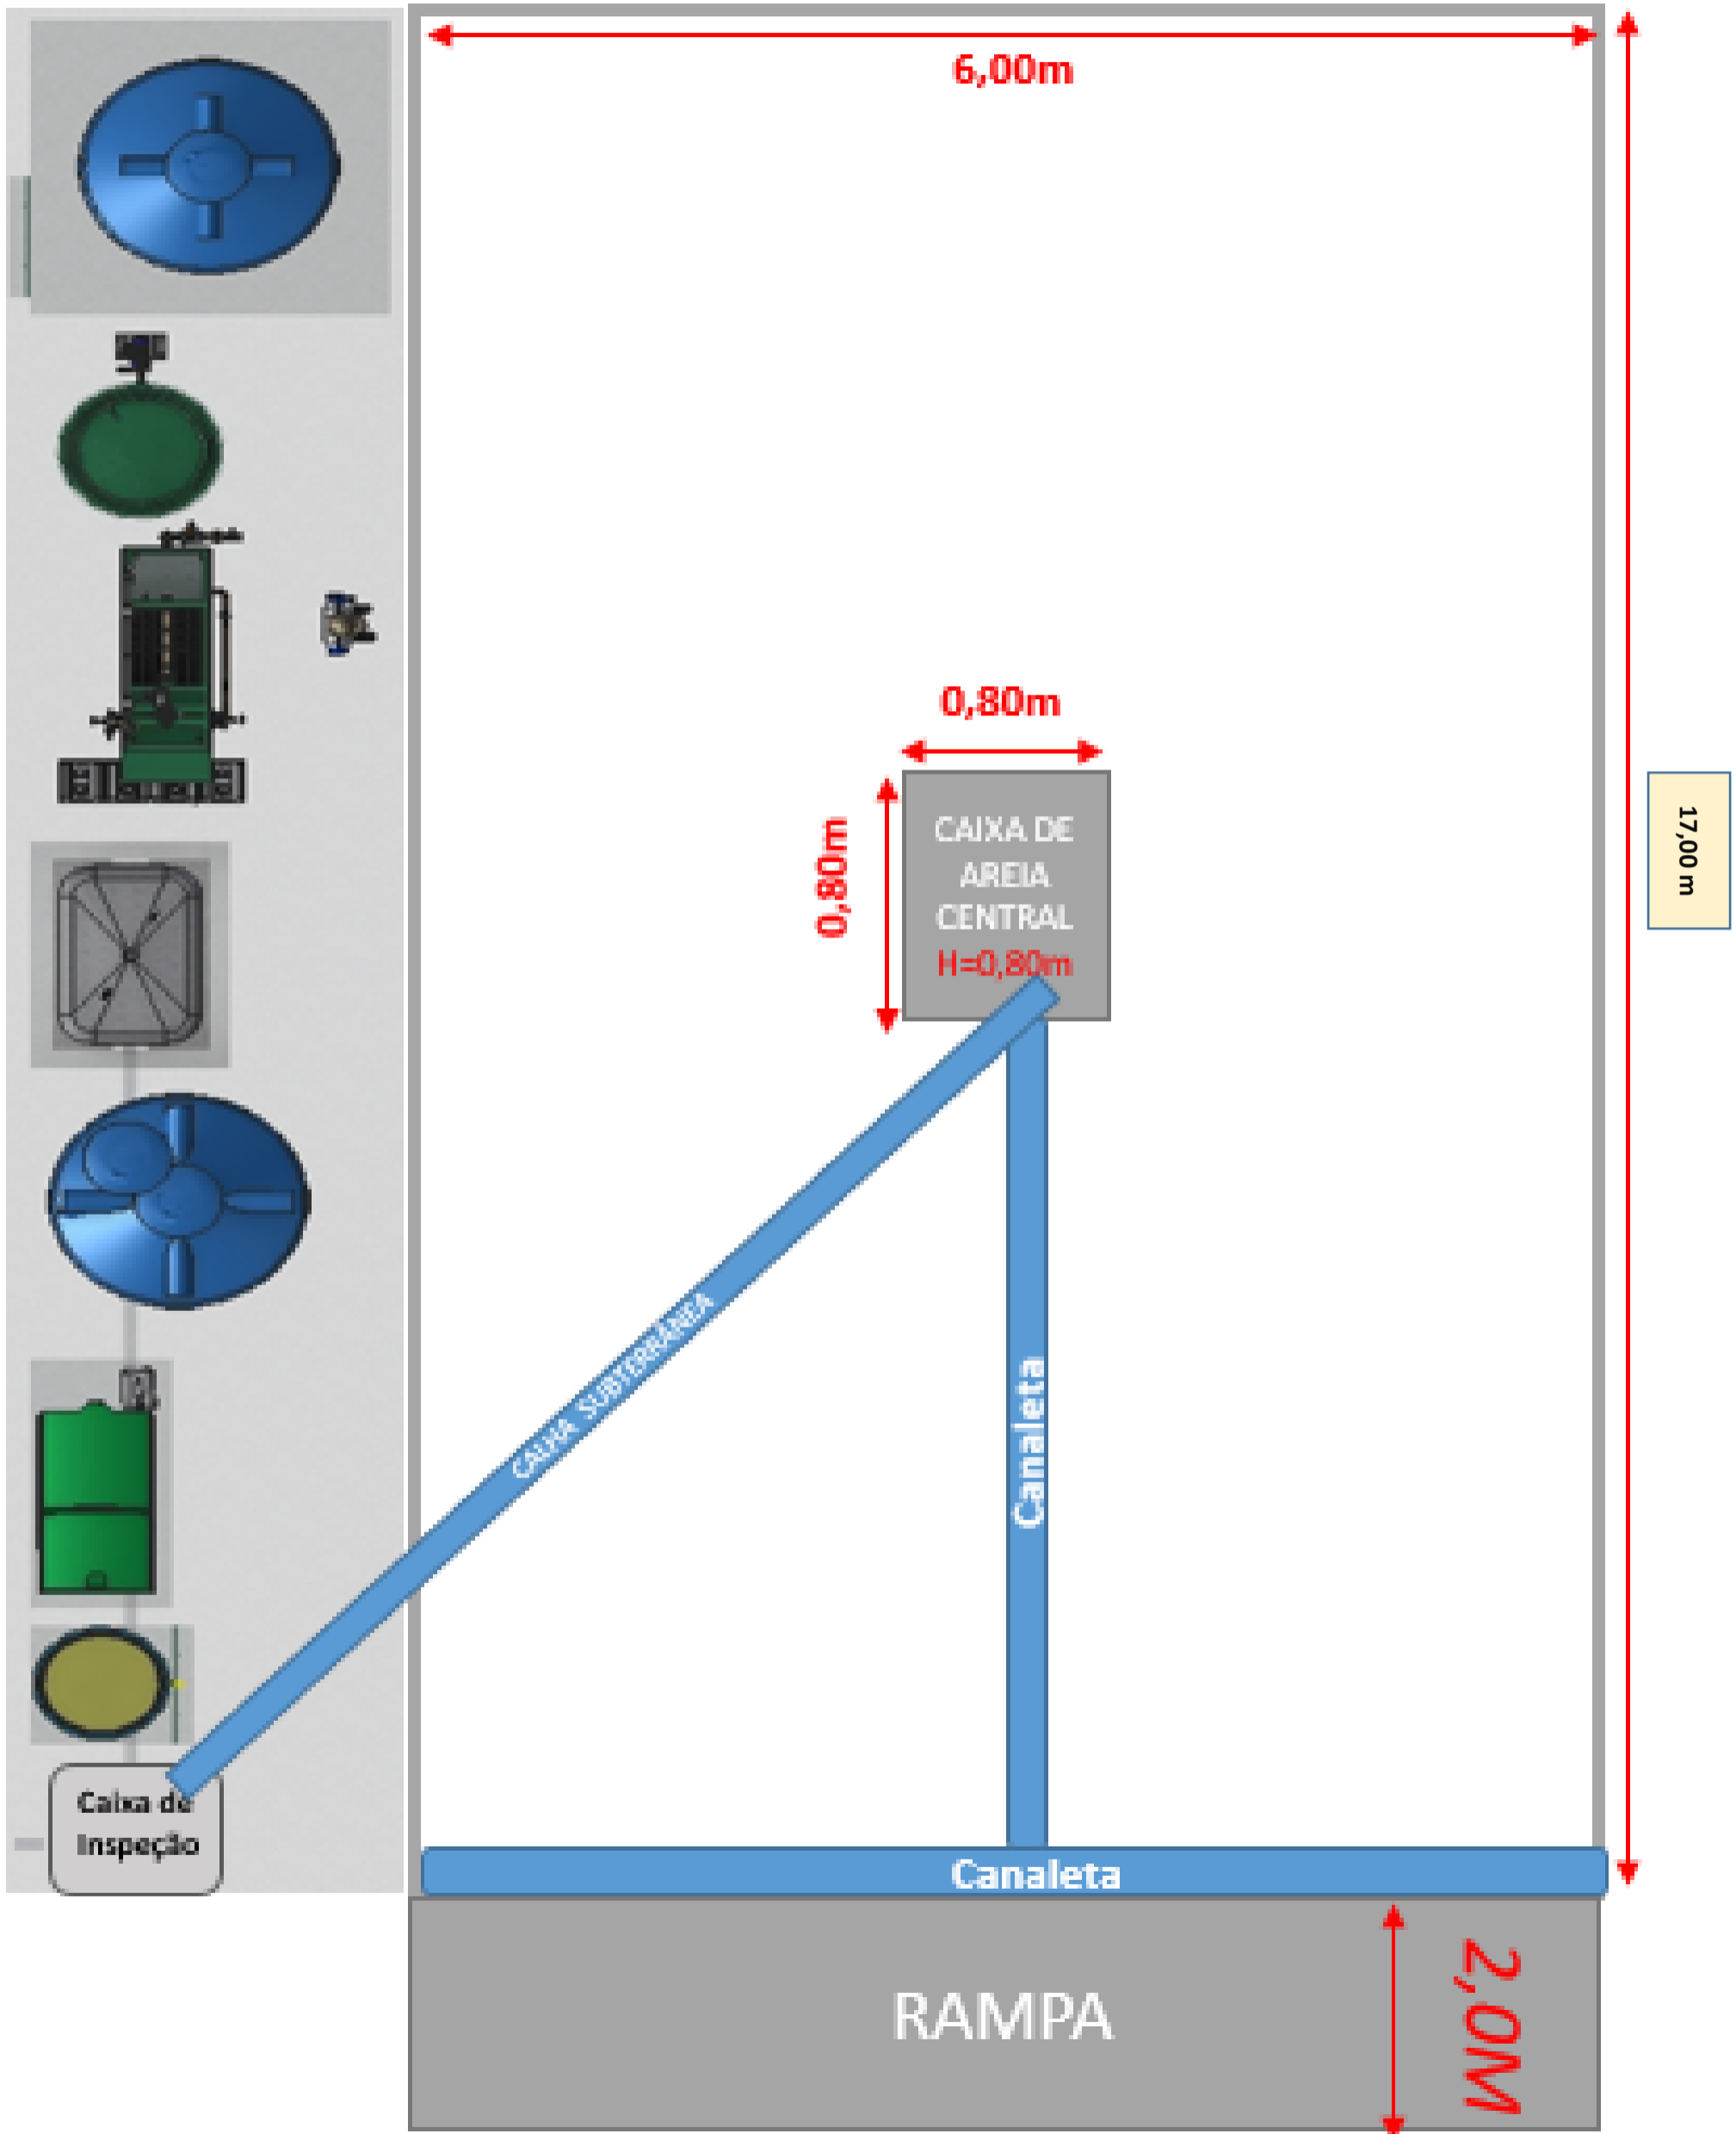 6,00m
0,80m
0,80m
CAIXA DE
AREIA
CENTRAL
H=0,80m
17,00 m
CALHA SUBTERRÂNEA
Canaleta
Caixa de
Inspeção
Canaleta
RAMPA
2,0M